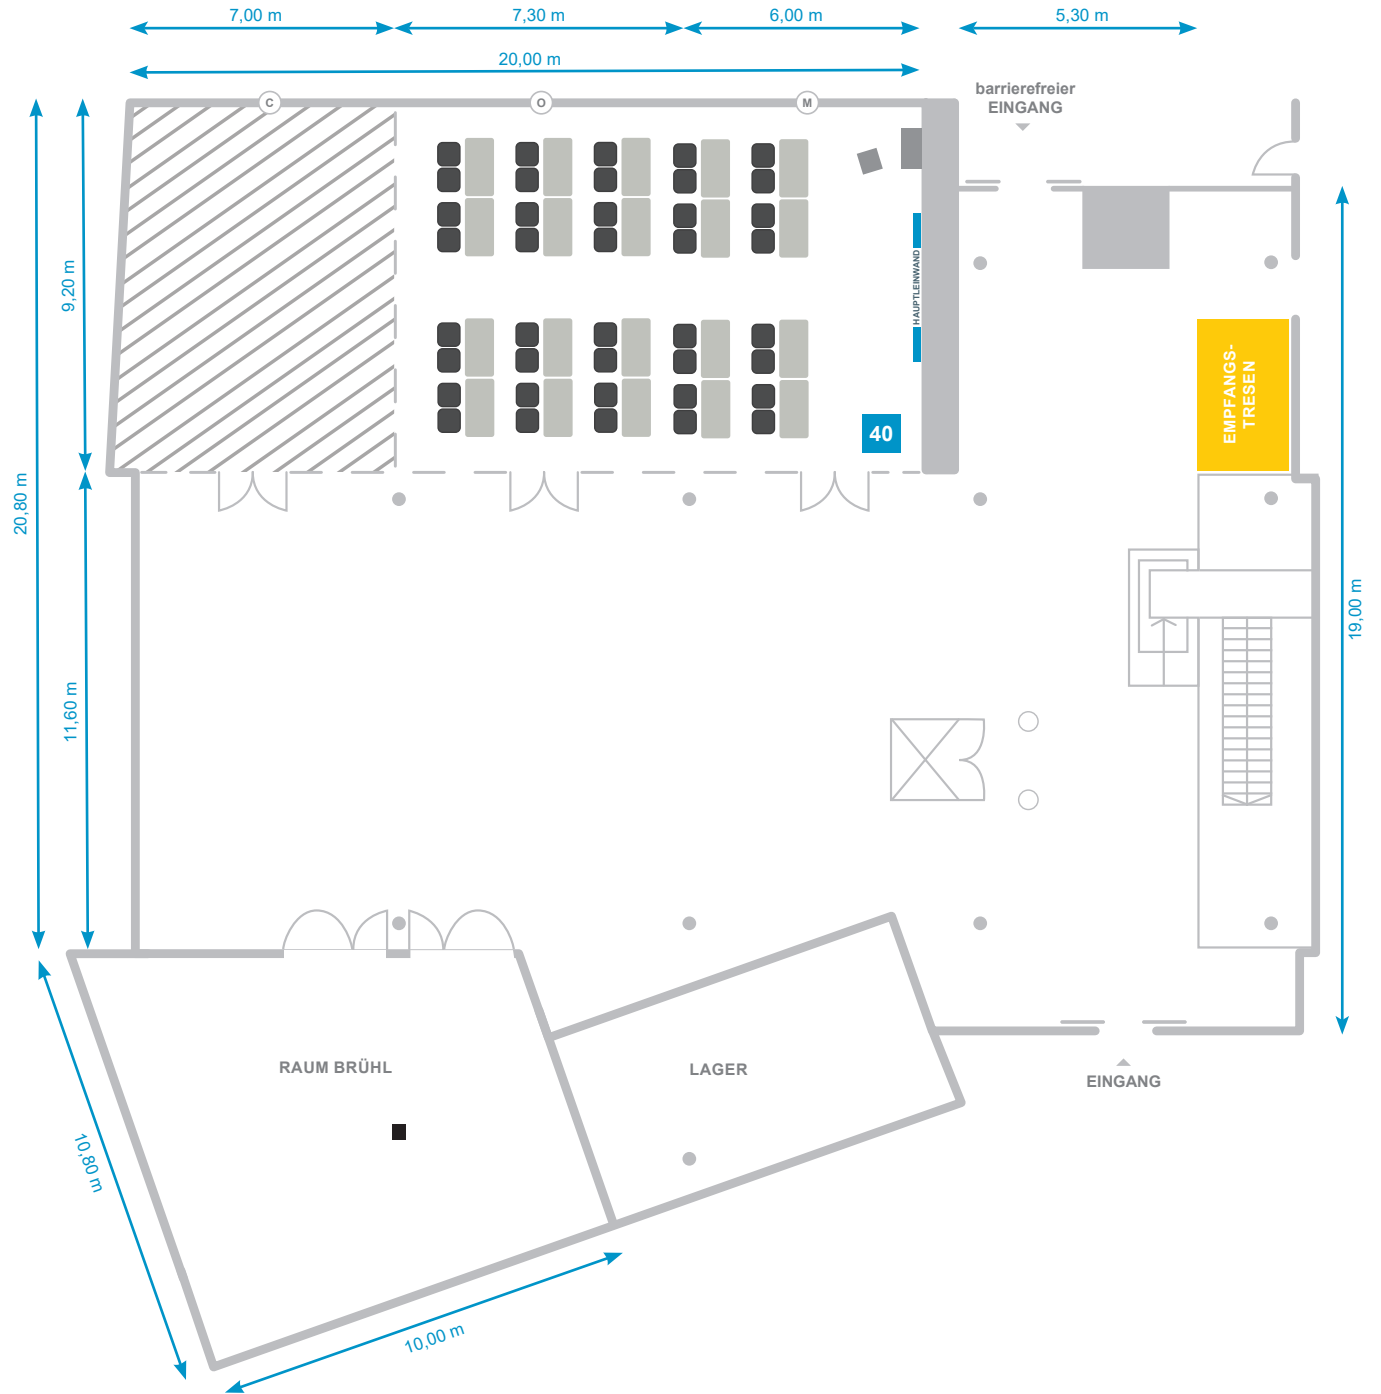 7,00 m
7,30 m
6,00 m
5,30 m
20,00 m
barrierefreier
EINGANG
C
O
M
9,20 m
HAUPTLEINWAND
EMPFANGS-
TRESEN
40
20,80 m
19,00 m
11,60 m
RAUM BRÜHL
LAGER
EINGANG
10,80 m
10,00 m